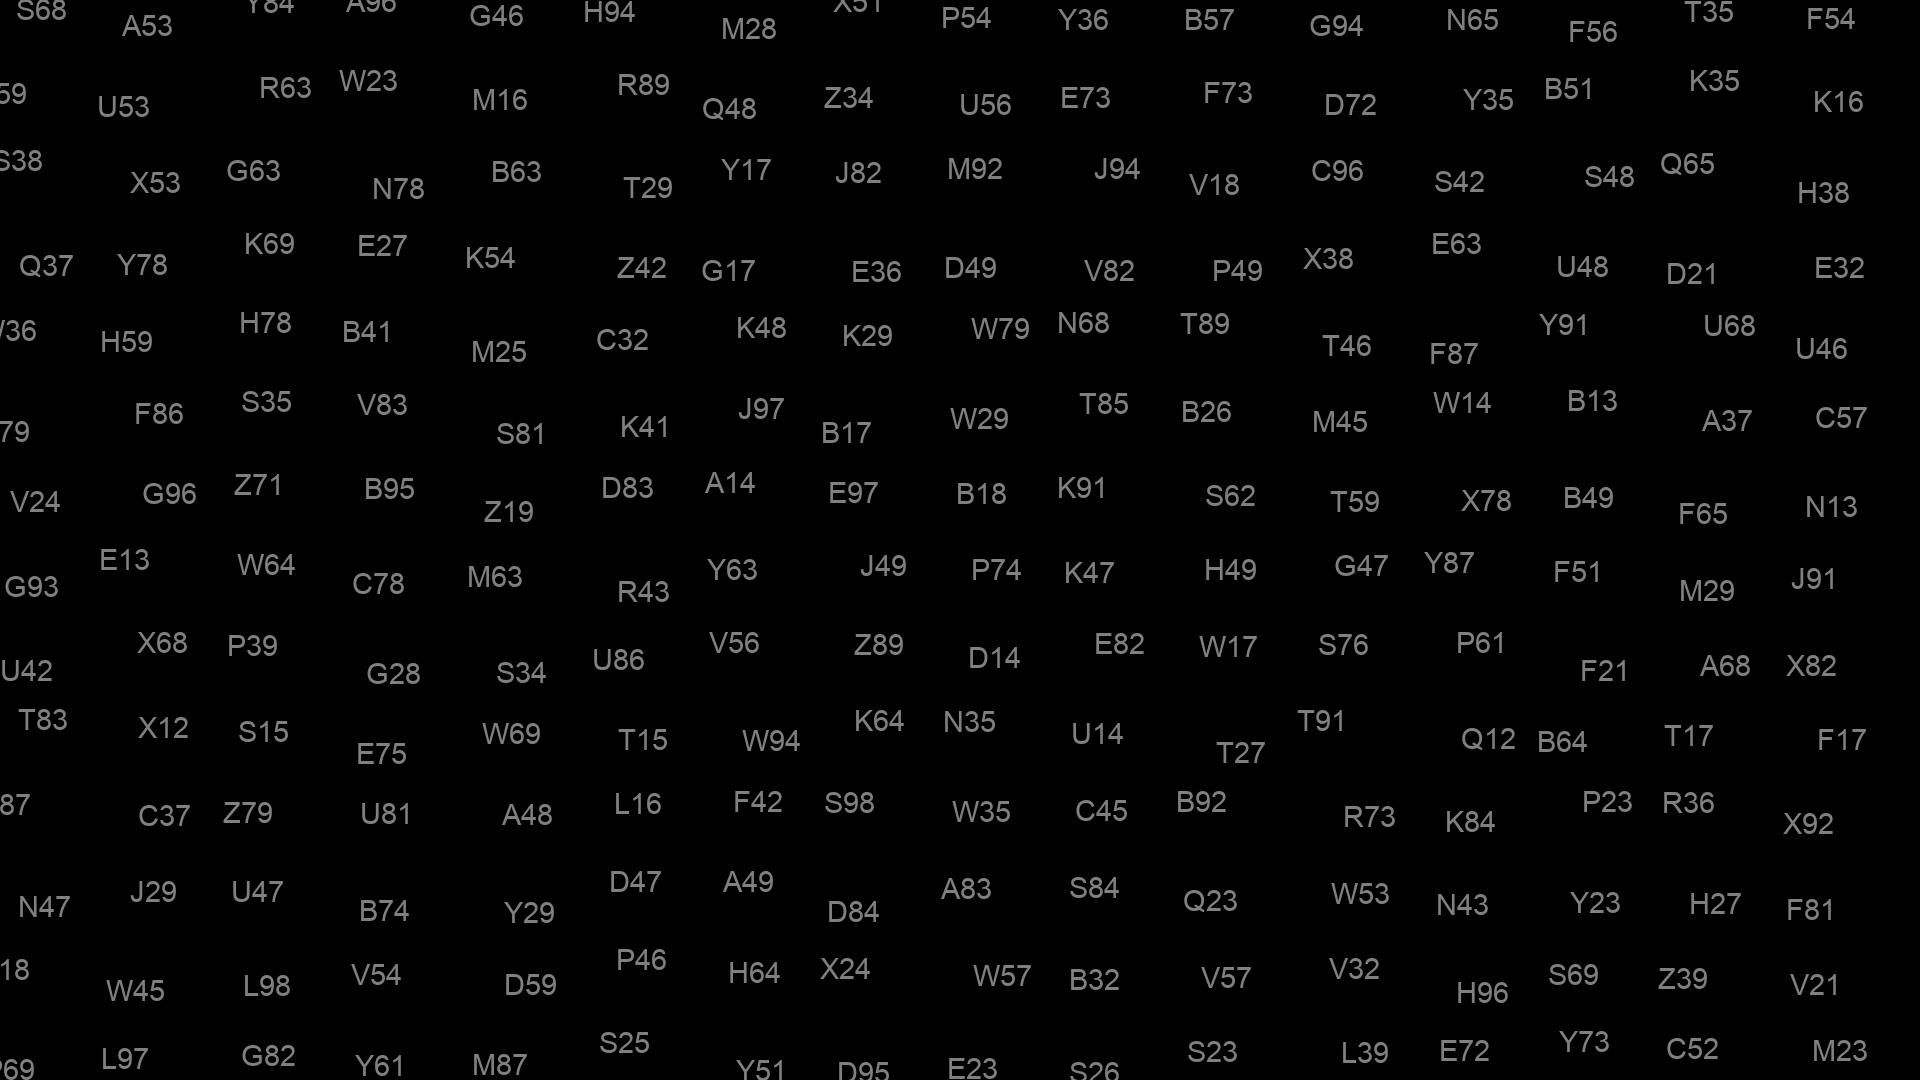 S68 A53 Y84 A96 G46 H94 M28 X51 P54 Y36 B57 G94 N65 F56 T35 F54
59 U53 R63 W23 M16 R89 Q48 Z34 U56 E73 F73 D72 Y35 B51 K35 K16
S38 X53 G63 N78 B63 T29 Y17 J82 M92 J94 V18 C96 S42 S48 Q65 H38
Q37 Y78 K69 E27 K54 Z42 G17 E36 D49 V82 P49 X38 E63 U48 D21 E32
36 H59 H78 B41 M25 C32 K48 K29 W79 N68 T89 T46 F87 Y91 U68 U46
79 F86 S35 V83 S81 K41 J97 B17 W29 T85 B26 M45 W14 B13 A37 C57
V24 G96 Z71 B95 Z19 D83 A14 E97 B18 K91 S62 T59 X78 B49 F65 N13
G93 E13 W64 C78 M63 R43 Y63 J49 P74 K47 H49 G47 Y87 F51 M29 J91
U42 X68 P39 G28 S34 U86 V56 Z89 D14 E82 W17 S76 P61 F21 A68 X82
T83 X12 S15 E75 W69 T15 W94 K64 N35 U14 T27 T91 Q12 B64 T17 F17
87 C37 Z79 U81 A48 L16 F42 S98 W35 C45 B92 R73 K84 P23 R36 X92
N47 J29 U47 B74 Y29 D47 A49 D84 A83 S84 Q23 W53 N43 Y23 H27 F81
18 W45 L98 V54 D59 P46 H64 X24 W57 B32 V57 V32 H96 S69 Z39 V21
69 L97 G82 Y61 M87 S25 Y51 D95 E23 S26 S23 L39 E72 Y73 C52 M23